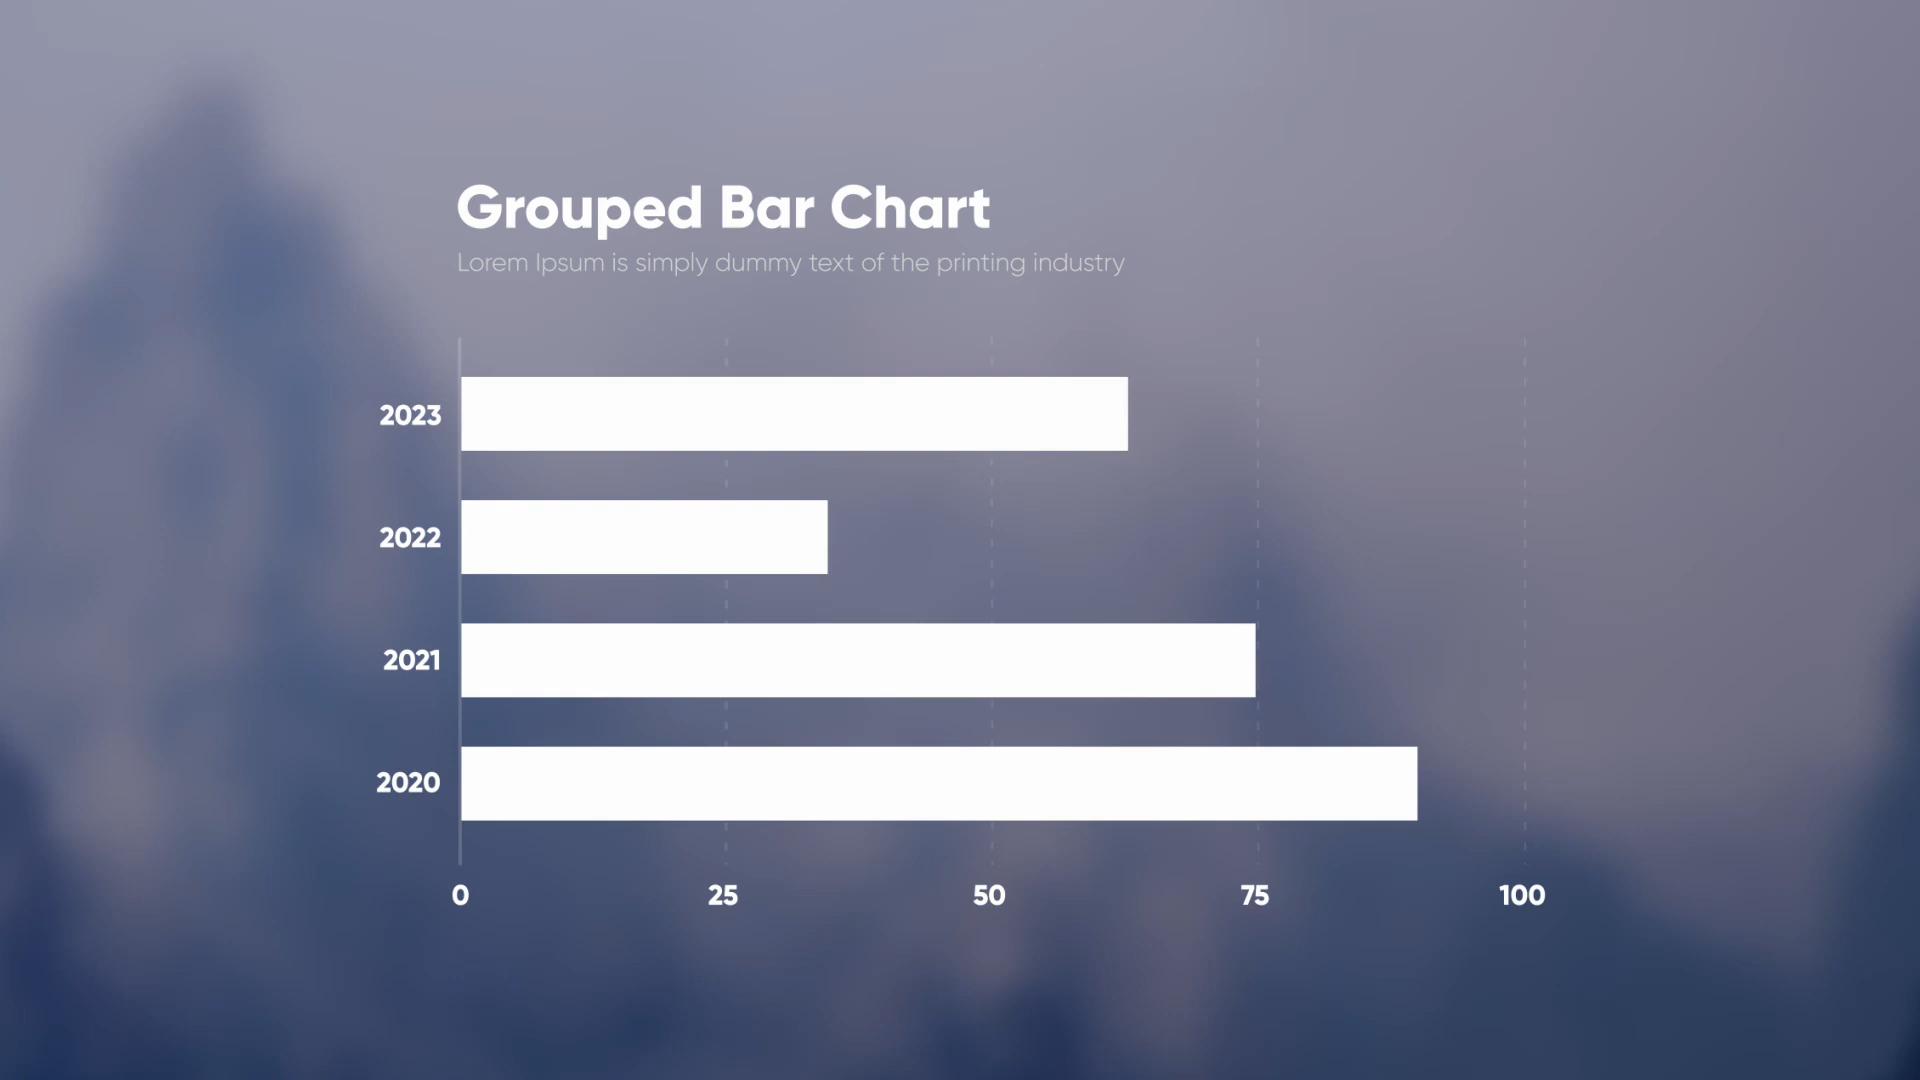 Grouped Bar Chart
Lorem Ipsum is simply dummy text of the printing industry
2023
2022
2021
2020
0 25 50 75 100